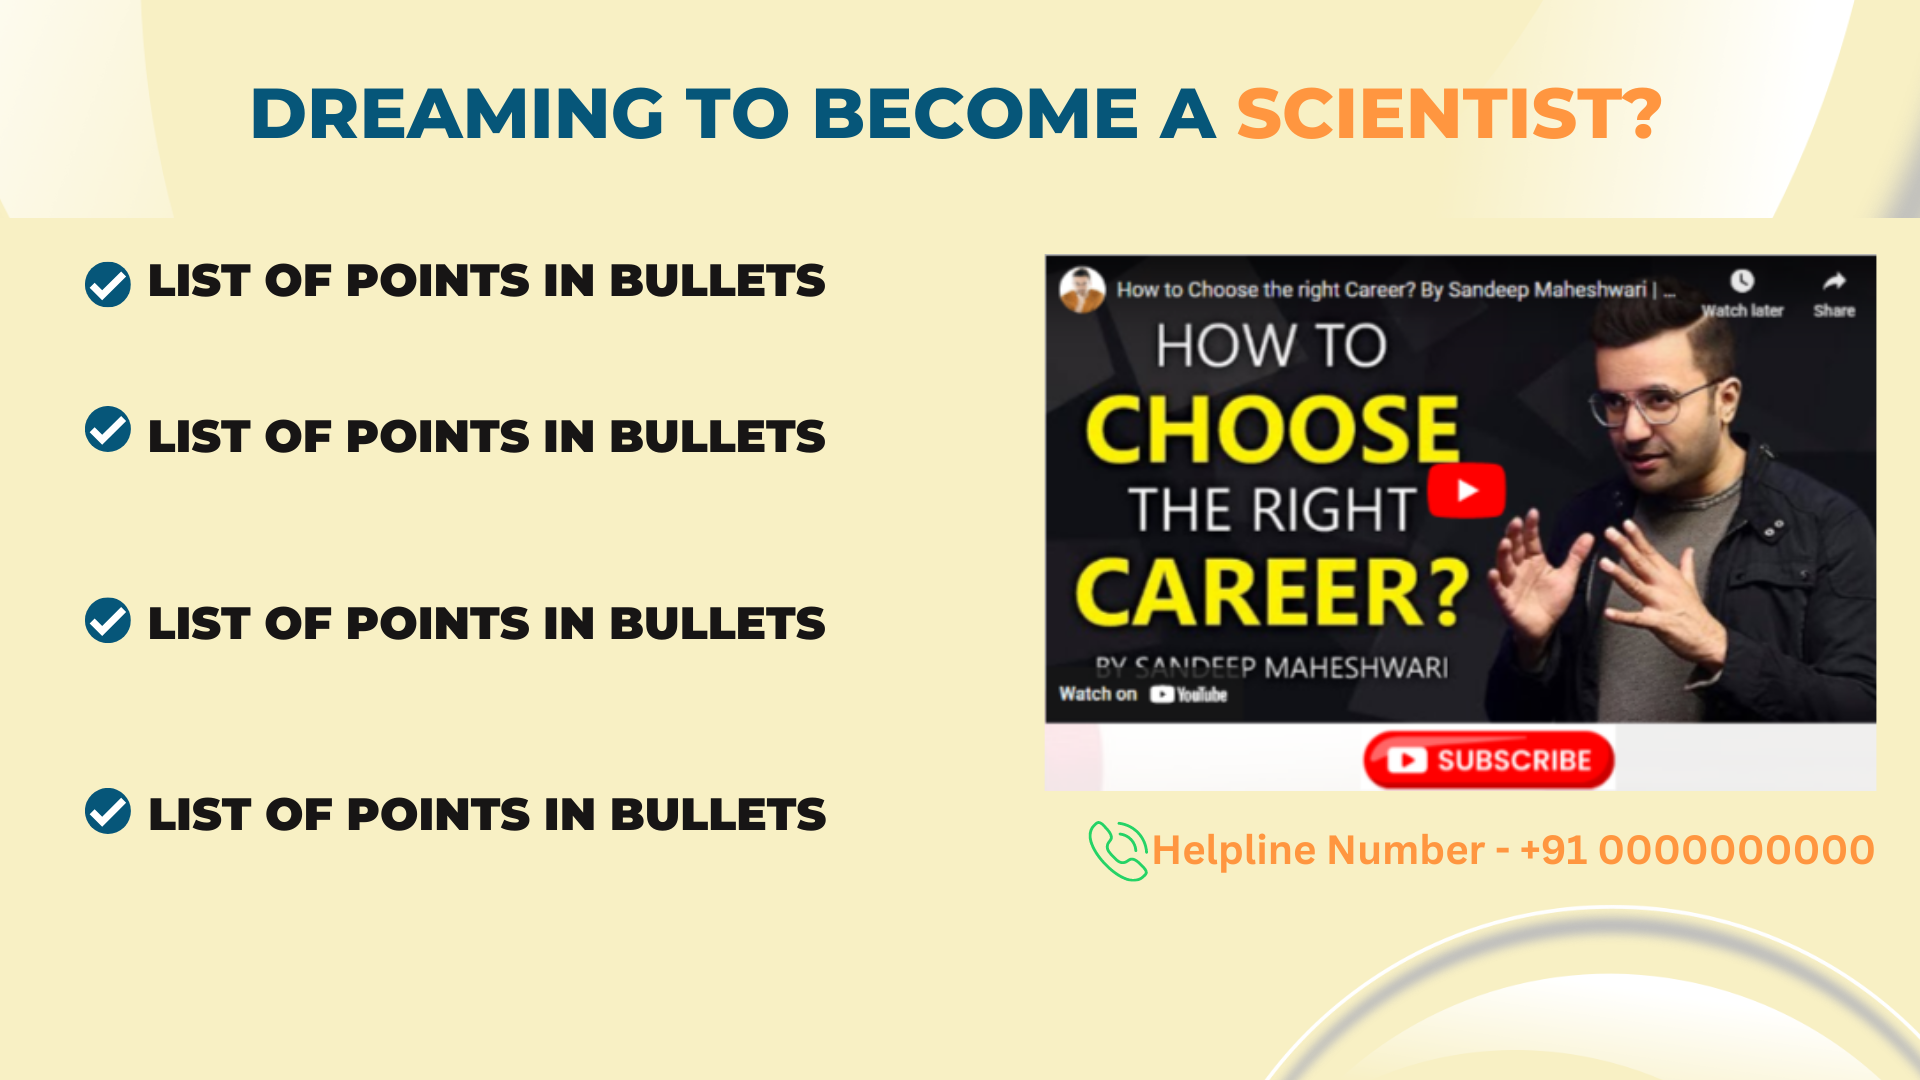 DREAMING TO BECOME A SCIENTIST?
LIST OF POINTS IN BULLETS
LIST OF POINTS IN BULLETS
LIST OF POINTS IN BULLETS
LIST OF POINTS IN BULLETS
How to Choose the right Career? By Sandeep Maheshwari | ...
Watch later
Share
HOW TO
CHOOSE
THE RIGHT
CAREER?
BY SANDEEP MAHESHWARI
Watch on YouTube
SUBSCRIBE
Helpline Number - +91 0000000000